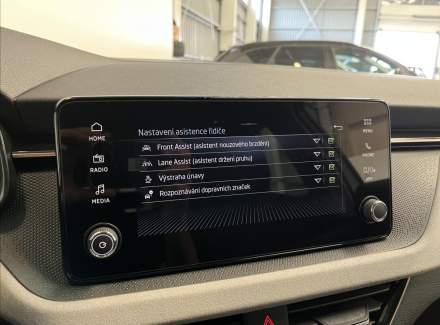 Nastavení asistence řidiče
HOME
RADIO
MEDIA
Front Assist (asistent nouzového brzdění)
Lane Assist (asistent držení pruhu)
Výstraha únavy
Rozpoznávání dopravních značek
MENU
PHONE